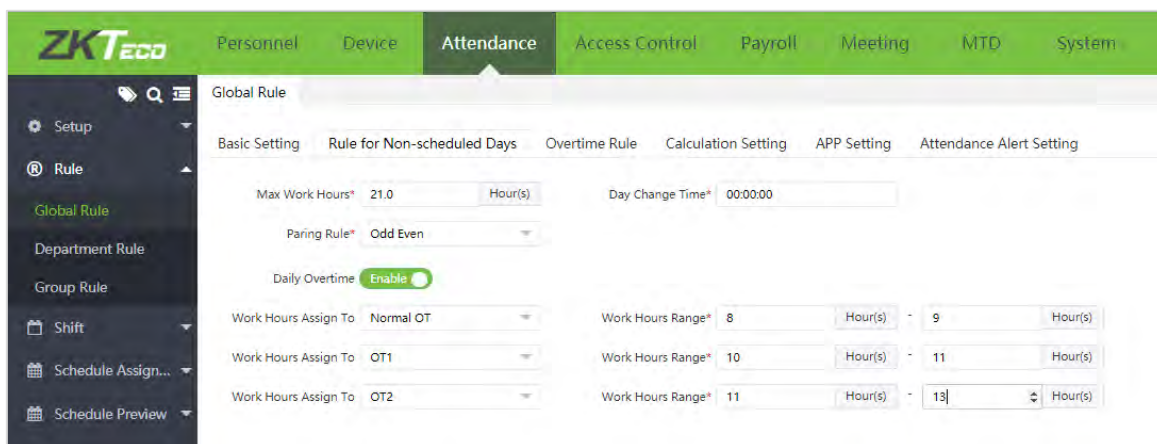 ZKTECO Personnel Device Attendance Access Control Payroll Meeting MTD System
Global Rule
Setup
Basic Setting Rule for Non-scheduled Days Overtime Rule Calculation Setting APP Setting Attendance Alert Setting
Rule
Max Work Hours* 21.0 Hour(s) Day Change Time* 00:00:00
Global Rule
Paring Rule* Odd Even
Department Rule
Daily Overtime Enable
Group Rule
Work Hours Assign To Normal OT Work Hours Range* 8 Hour(s) - 9 Hour(s)
Shift
Work Hours Assign To OT1 Work Hours Range* 10 Hour(s) - 11 Hour(s)
Schedule Assign...
Work Hours Assign To OT2 Work Hours Range* 11 Hour(s) - 13 Hour(s)
Schedule Preview